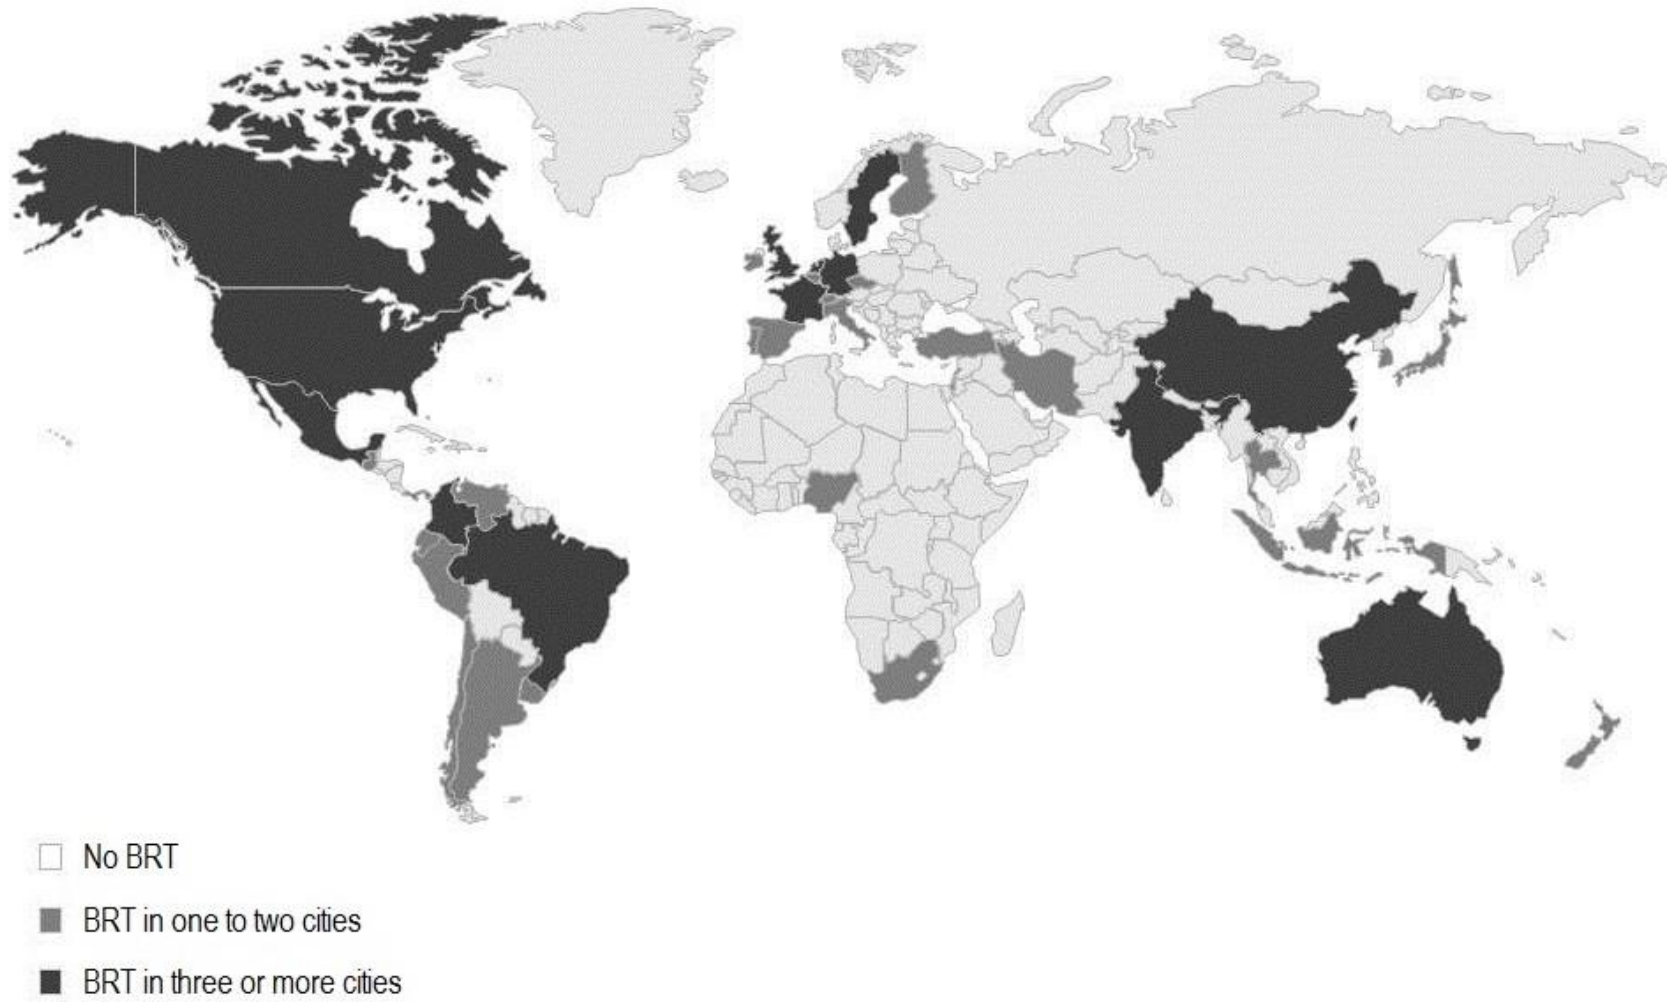 No BRT
BRT in one to two cities
BRT in three or more cities